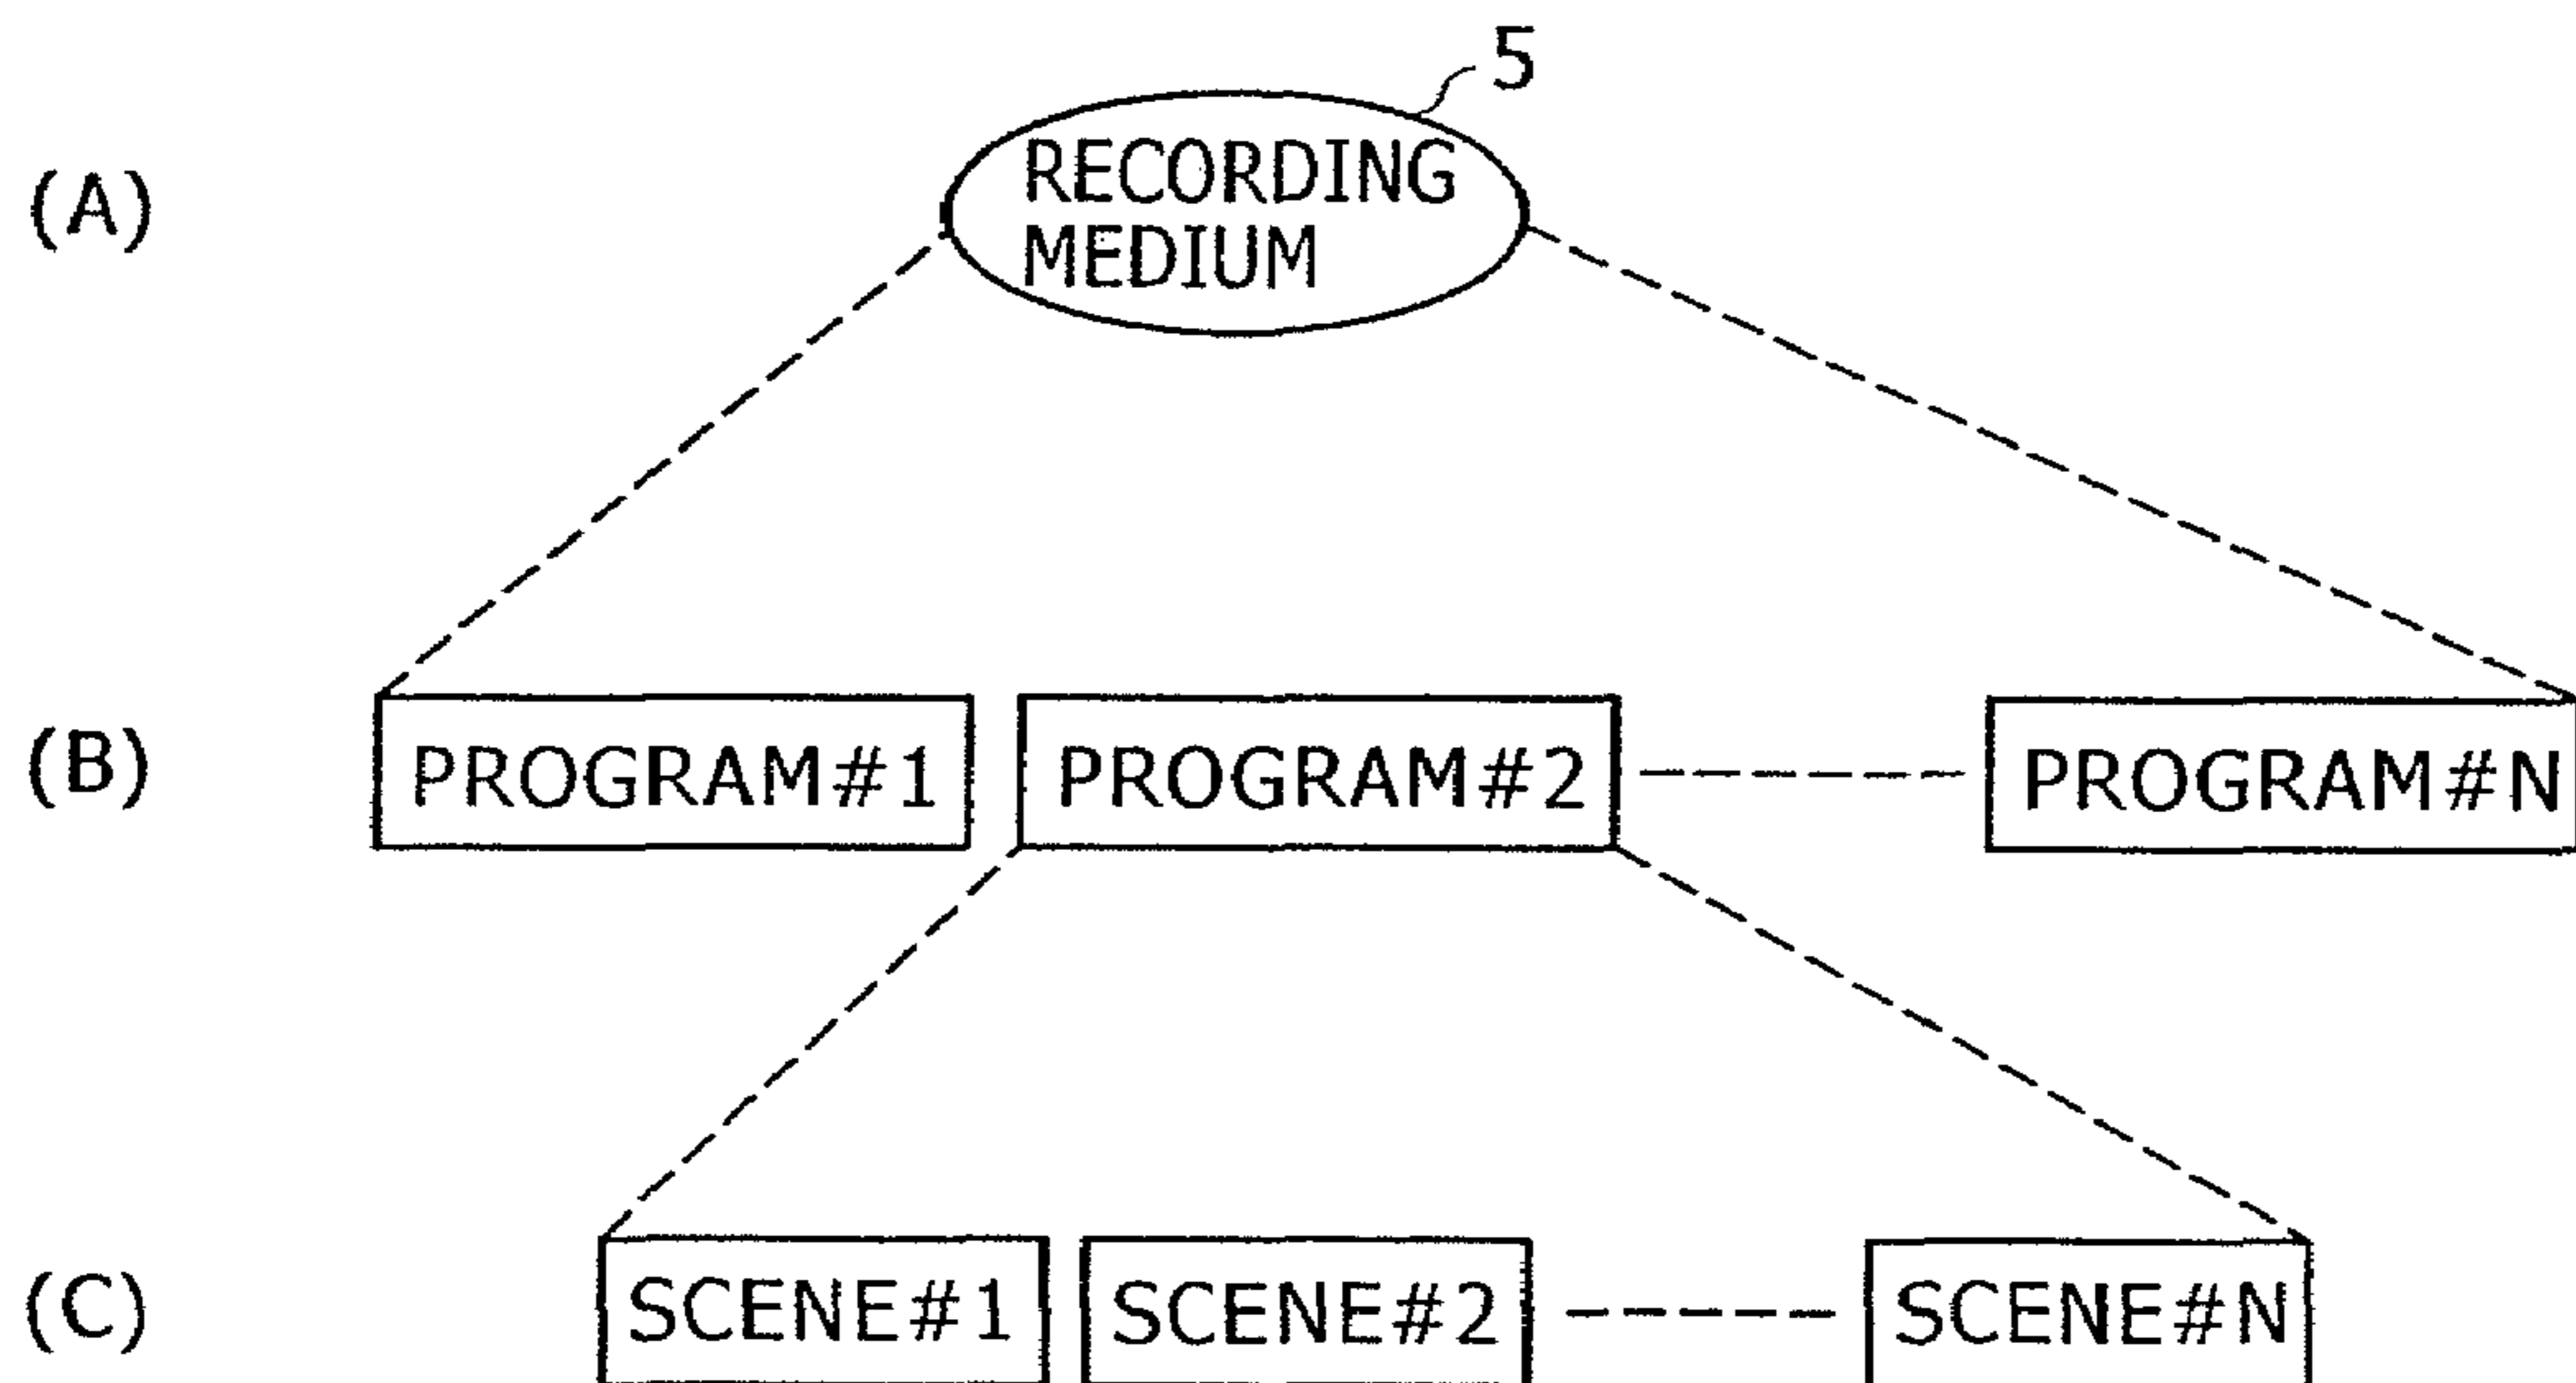 5
(A)
RECORDING
MEDIUM
(B)
PROGRAM#1
PROGRAM#2
PROGRAM#N
(C)
SCENE#1
SCENE#2
SCENE#N